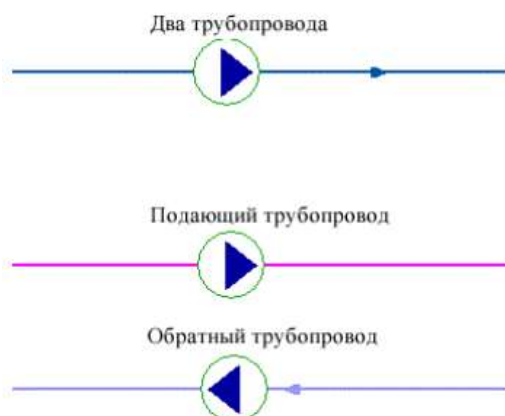 Два трубопровода
Подающий трубопровод
Обратный трубопровод